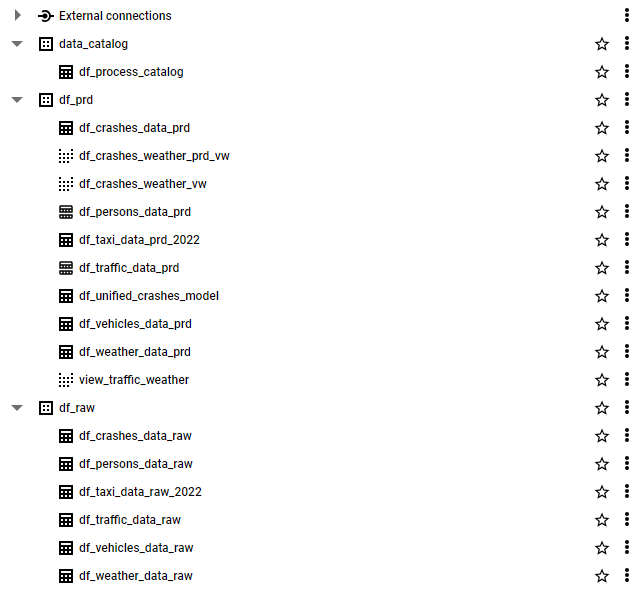 External connections
data_catalog
df_process_catalog
df_prd
df_crashes_data_prd
df_crashes_weather_prd_vw
df_crashes_weather_vw
df_persons_data_prd
df_taxi_data_prd_2022
df_traffic_data_prd
df_unified_crashes_model
df_vehicles_data_prd
df_weather_data_prd
view_traffic_weather
df_raw
df_crashes_data_raw
df_persons_data_raw
df_taxi_data_raw_2022
df_traffic_data_raw
df_vehicles_data_raw
df_weather_data_raw